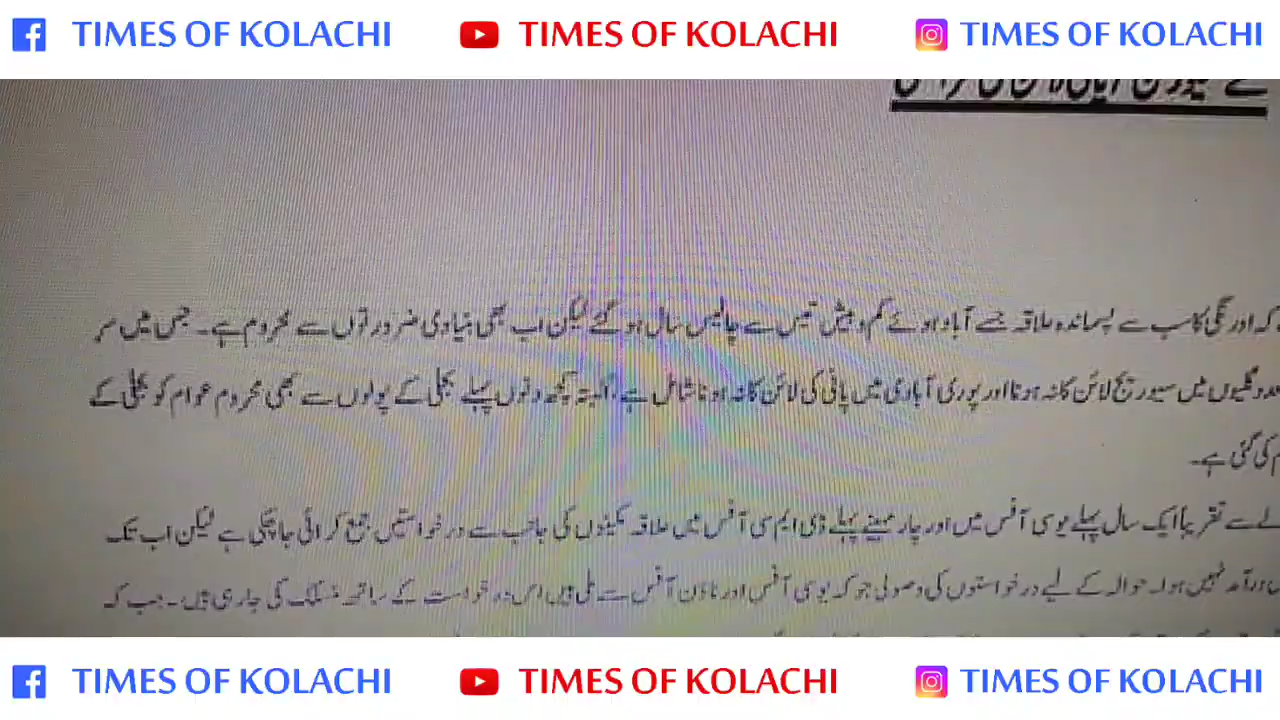 TIMES OF KOLACHI TIMES OF KOLACHI TIMES OF KOLACHI
کہ اورنگی کا سب سے پسماندہ علاقہ جسے آباد ہوئے کم و بیش تیس سے چالیس سال ہو گئے لیکن اب بھی بنیادی ضرورتوں سے محروم ہے۔ جس میں سر
گلیوں میں سیوریج لائن کا نہ ہونا اور پوری آبادی میں پانی کی لائن کا نہ ہونا شامل ہے، البتہ کچھ دنوں پہلے بجلی کے پولوں سے بھی محروم عوام کو بجلی کے
کی گئی ہے۔
سے تقریباً ایک سال پہلے یوسی آفس میں اور چار مہینے پہلے ڈی ایم سی آفس میں علاقہ مکینوں کی جانب سے درخواستیں جمع کرائی جا چکی ہے لیکن اب تک
درآمد نہیں ہوا۔ حوالہ کے لیے درخواستوں کی وصولی جو کہ یوسی آفس اور ٹاؤن آفس سے ملی ہیں اس درخواست کے ساتھ منسلک کی جارہی ہیں۔ جب کہ
TIMES OF KOLACHI TIMES OF KOLACHI TIMES OF KOLACHI